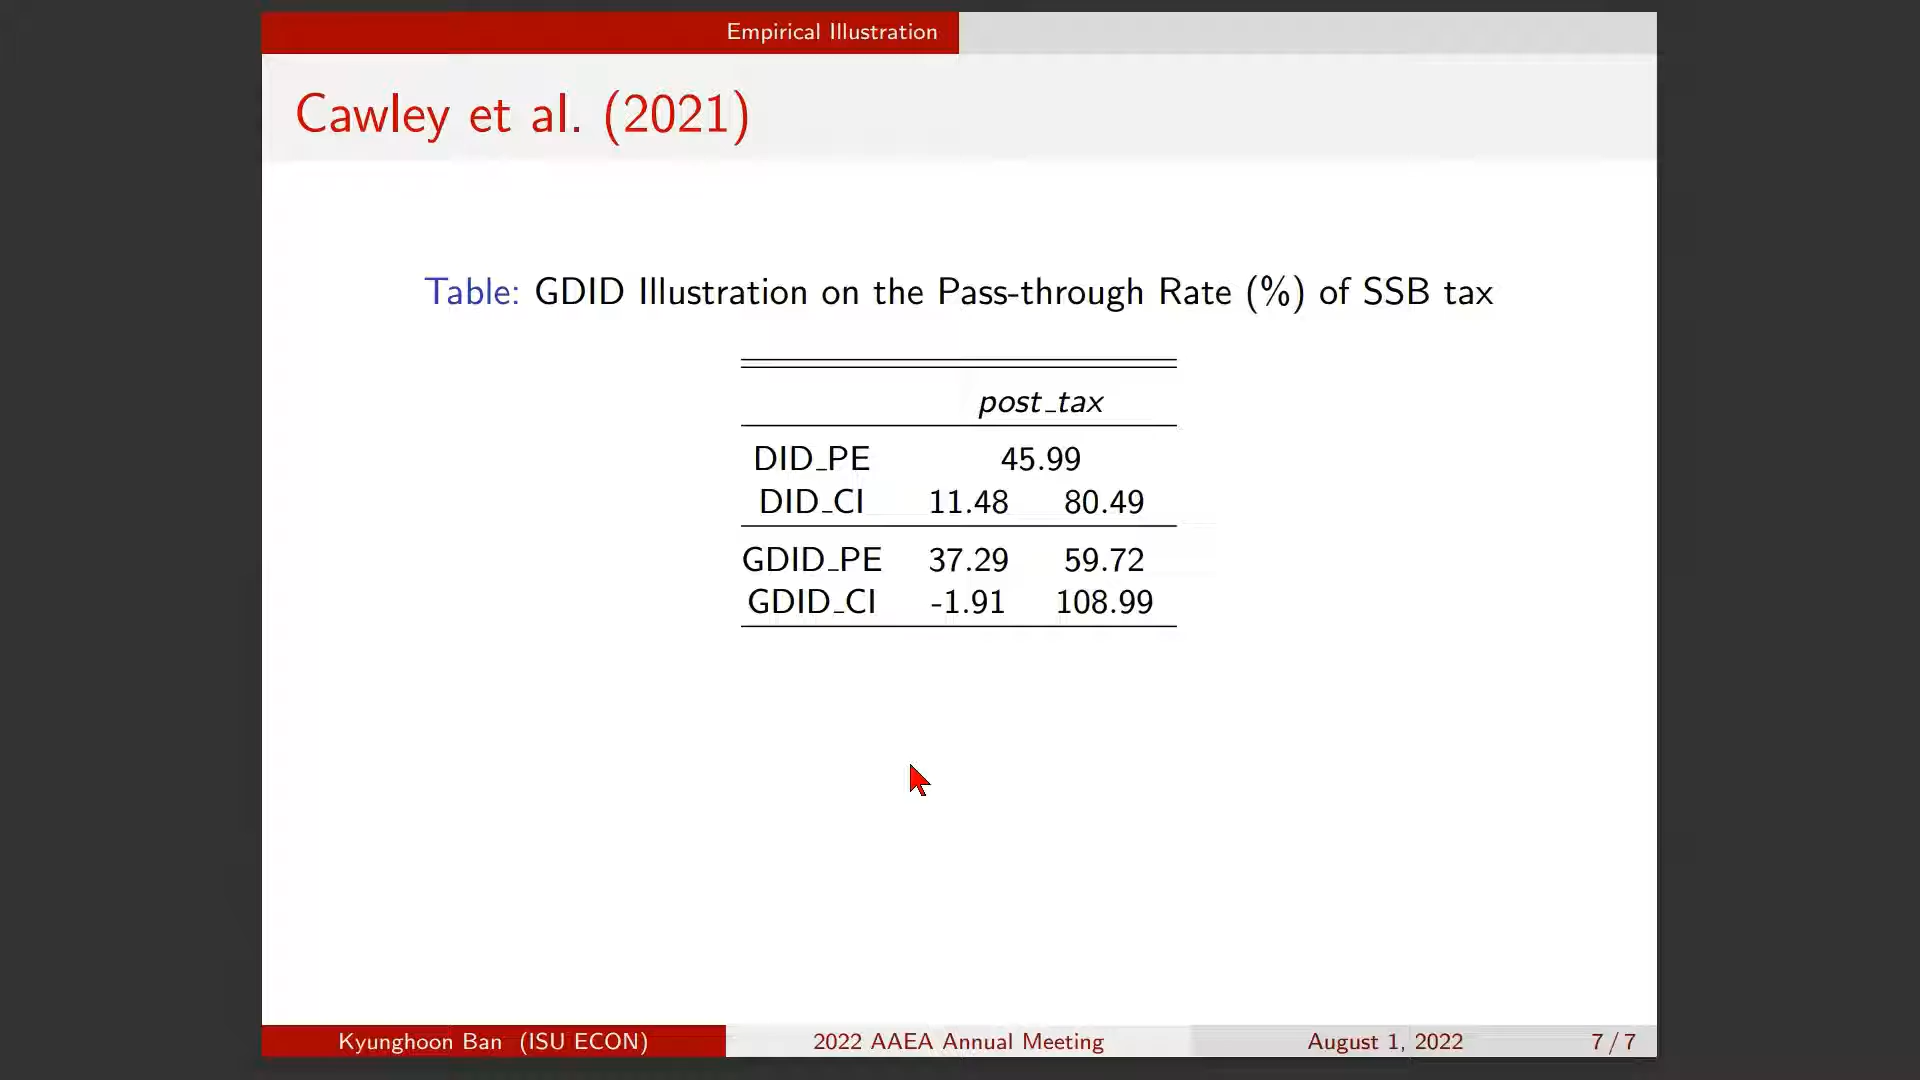 Empirical Illustration
Cawley et al. (2021)
Table: GDID Illustration on the Pass-through Rate (%) of SSB tax
post_tax
DID_PE 45.99
DID_CI 11.48 80.49
GDID_PE 37.29 59.72
GDID_CI -1.91 108.99
Kyunghoon Ban (ISU ECON) 2022 AAEA Annual Meeting August 1, 2022 7 / 7